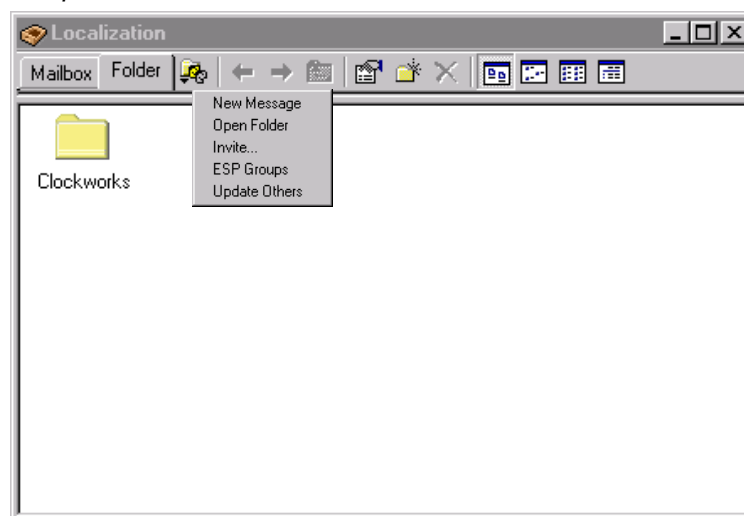 Localization
Mailbox Folder
New Message
Open Folder
Invite...
ESP Groups
Update Others
Clockworks